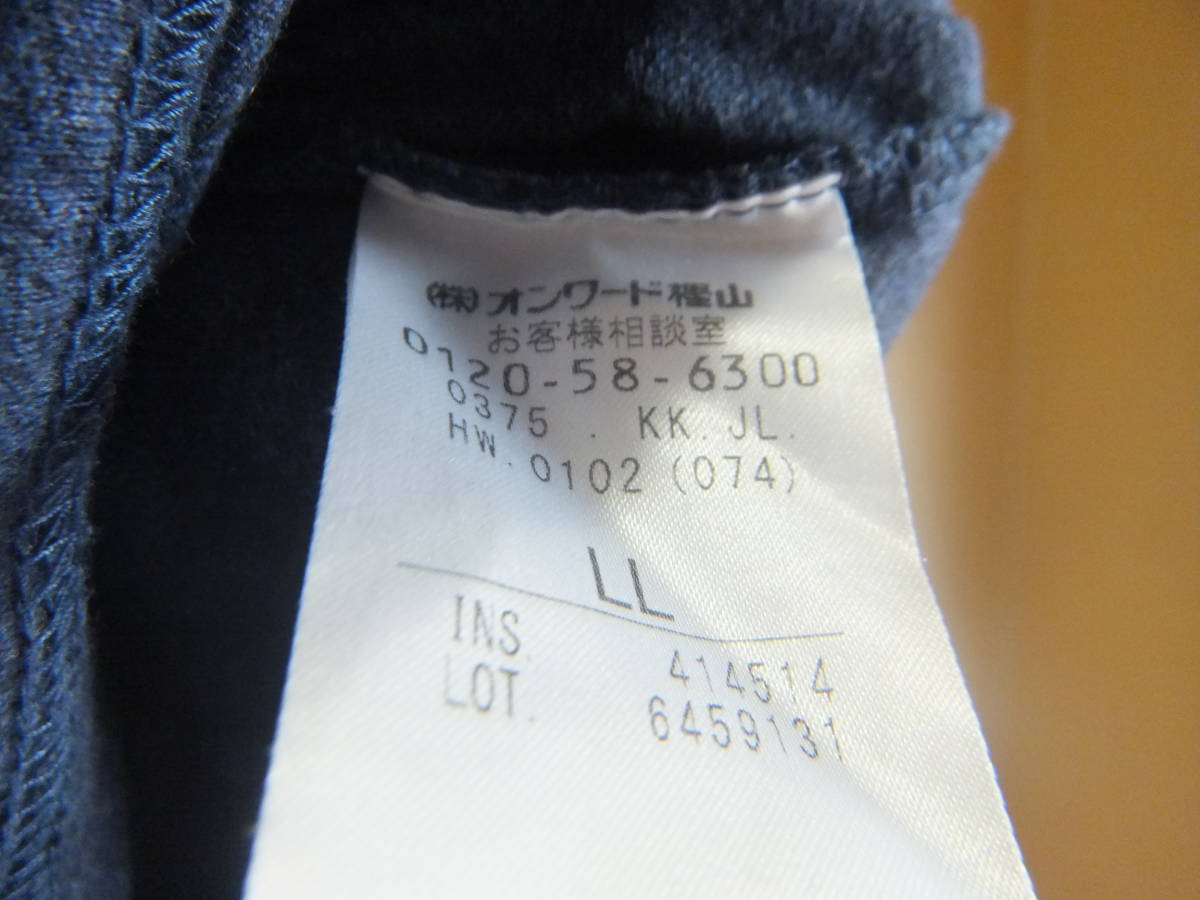 ㈱オンワード樫山
お客様相談室
0120-58-6300
0375 . KK. JL.
HW. 0102 (074)
LL
INS. 414514
LOT. 6459131